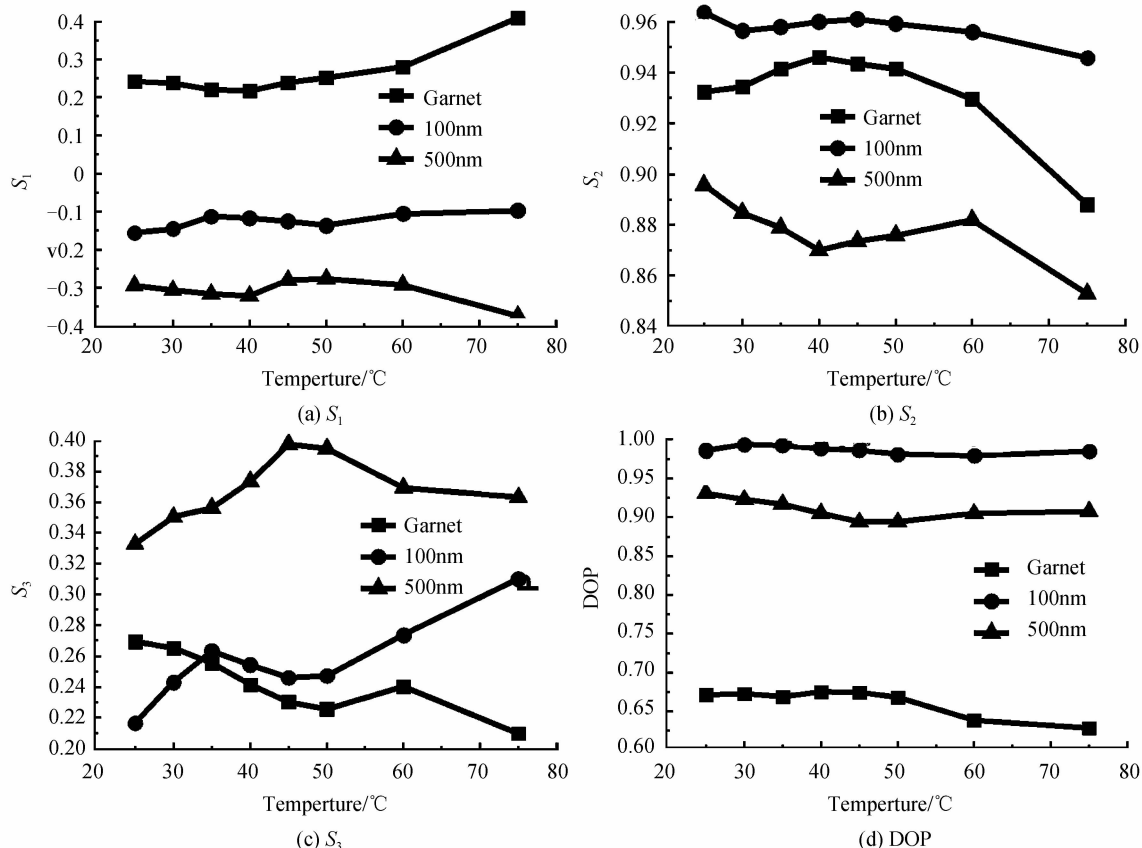 0.4
0.3
0.2
0.1
0
−0.1
v0.2
−0.3
−0.4
S₁
Garnet
100nm
500nm
20 30 40 50 60 70 80
Temperture/℃
(a) S₁
0.96
0.94
0.92
0.90
0.88
0.86
0.84
S₂
Garnet
100nm
500nm
20 30 40 50 60 70 80
Temperture/℃
(b) S₂
0.40
0.38
0.36
0.34
0.32
0.30
0.28
0.26
0.24
0.22
0.20
S₃
Garnet
100nm
500nm
20 30 40 50 60 70 80
Temperture/℃
(c) S₃
1.00
0.95
0.90
0.85
0.80
0.75
0.70
0.65
0.60
DOP
Garnet
100nm
500nm
20 30 40 50 60 70 80
Temperture/℃
(d) DOP